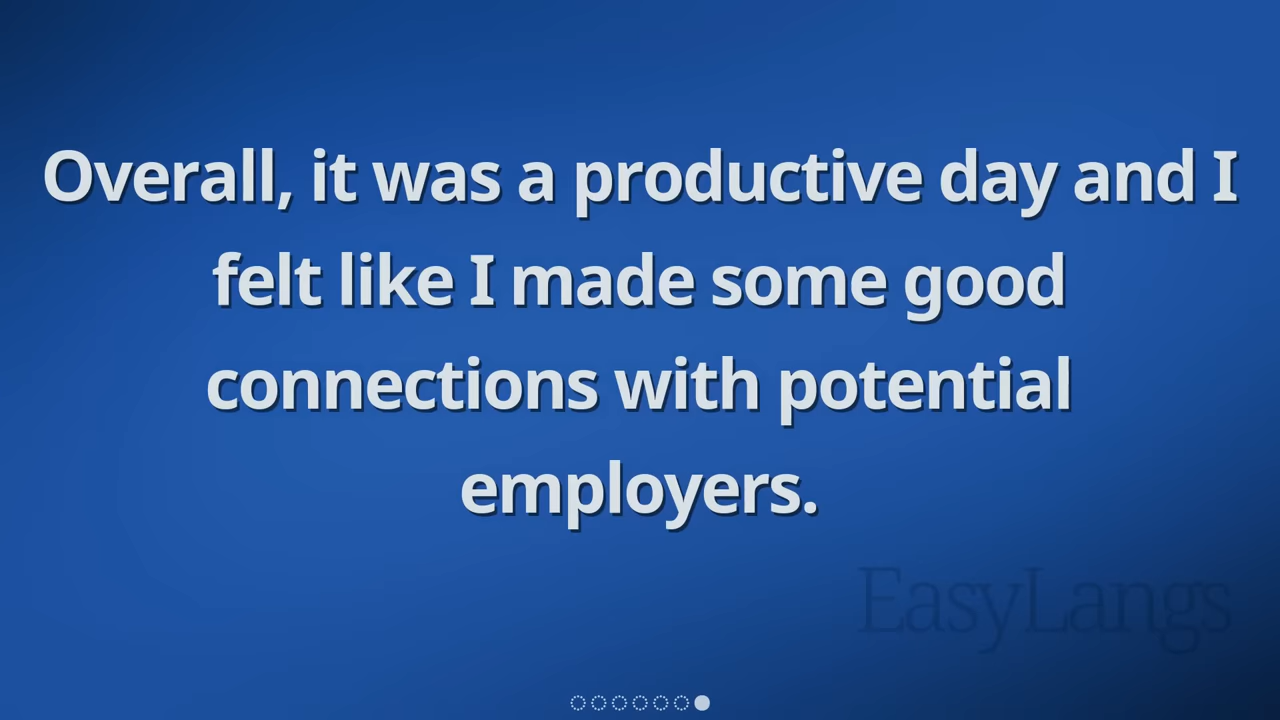 Overall, it was a productive day and I
felt like I made some good
connections with potential
employers.
EasyLangs